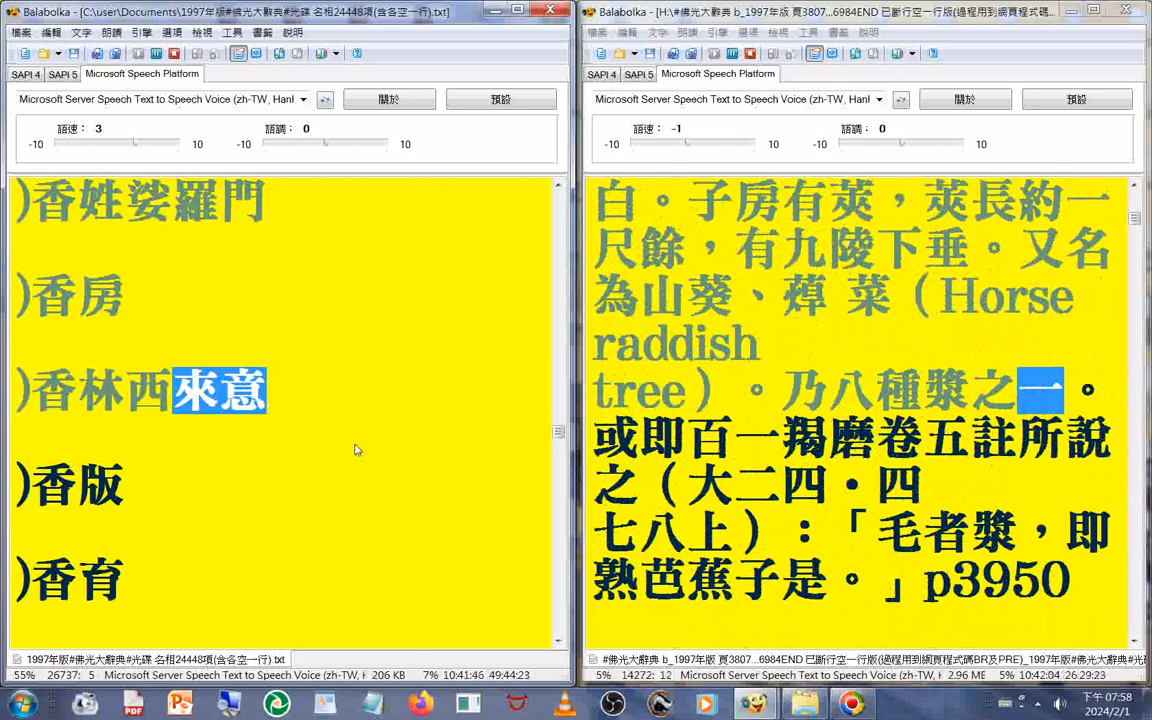 Balabolka - [C:\user\Documents\1997年版#佛光大辭典#光碟 名相24448項(含各空一行).txt]
檔案 編輯 文字 朗讀 引擎 選項 檢視 工具 書籤 說明
SAPI 4 SAPI 5 Microsoft Speech Platform
Microsoft Server Speech Text to Speech Voice (zh-TW, Hanl
關於 預設
語速： 3 語調： 0
-10 10 -10 10
)香姓婆羅門
)香房
)香林西來意
)香版
)香育
1997年版#佛光大辭典#光碟 名相24448項(含各空一行).txt
55% 26737: 5 Microsoft Server Speech Text to Speech Voice (zh-TW, H 206 KB 7% 10:41:46 49:44:23
Balabolka - [H:\#佛光大辭典 b_1997年版 頁3807...6984END 已斷行空一行版(過程用到網頁程式碼...
檔案 編輯 文字 朗讀 引擎 選項 檢視 工具 書籤 說明
SAPI 4 SAPI 5 Microsoft Speech Platform
Microsoft Server Speech Text to Speech Voice (zh-TW, Hanl
關於 預設
語速： -1 語調： 0
-10 10 -10 10
白。子房有莢，莢長約一
尺餘，有九陵下垂。又名
為山葵、蔊 菜（Horse
raddish
tree）。乃八種漿之一。
或即百一羯磨卷五註所說
之（大二四・四
七八上）：「毛者漿，即
熟芭蕉子是。」p3950
#佛光大辭典 b_1997年版 頁3807...6984END 已斷行空一行版(過程用到網頁程式碼BR及PRE)_1997年版#佛光
5% 14272: 12 Microsoft Server Speech Text to Speech Voice (zh-TW, H 2.96 ME 5% 10:42:04 26:29:23
下午 07:58
2024/2/1